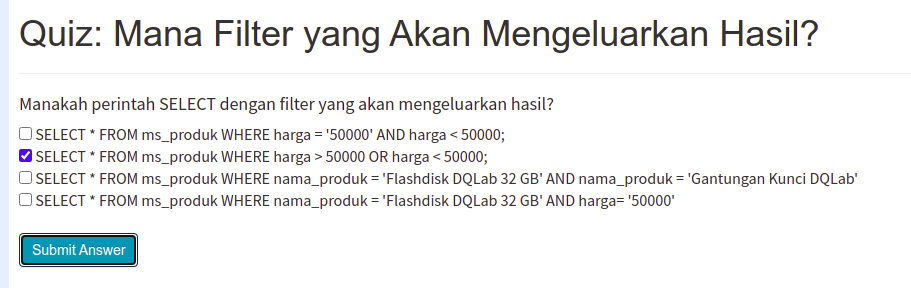 Quiz: Mana Filter yang Akan Mengeluarkan Hasil?
Manakah perintah SELECT dengan filter yang akan mengeluarkan hasil?
SELECT * FROM ms_produk WHERE harga = '50000' AND harga < 50000;
SELECT * FROM ms_produk WHERE harga > 50000 OR harga < 50000;
SELECT * FROM ms_produk WHERE nama_produk = 'Flashdisk DQLab 32 GB' AND nama_produk = 'Gantungan Kunci DQLab'
SELECT * FROM ms_produk WHERE nama_produk = 'Flashdisk DQLab 32 GB' AND harga= '50000'
Submit Answer